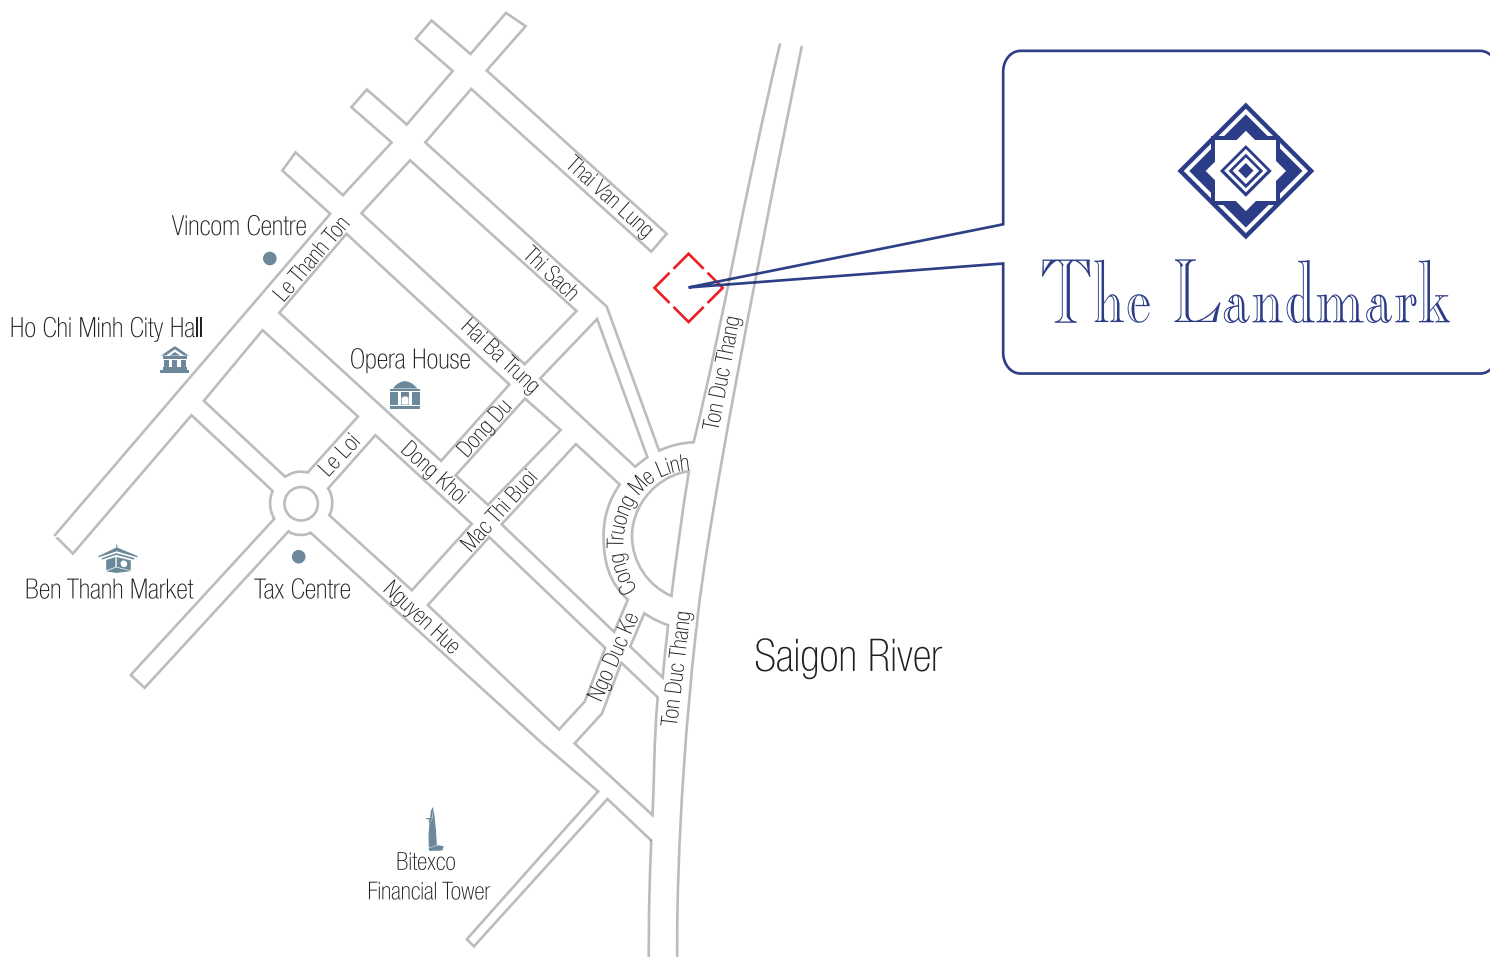 Thai Van Lung
Vincom Centre
Le Thanh Ton
Thi Sach
The Landmark
Ho Chi Minh City Hall
Hai Ba Trung
Opera House
Ton Duc Thang
Dong Du
Le Loi
Dong Khoi
Cong Truong Me Linh
Mac Thi Buoi
Ben Thanh Market
Tax Centre
Nguyen Hue
Ngo Duc Ke
Ton Duc Thang
Saigon River
Bitexco
Financial Tower